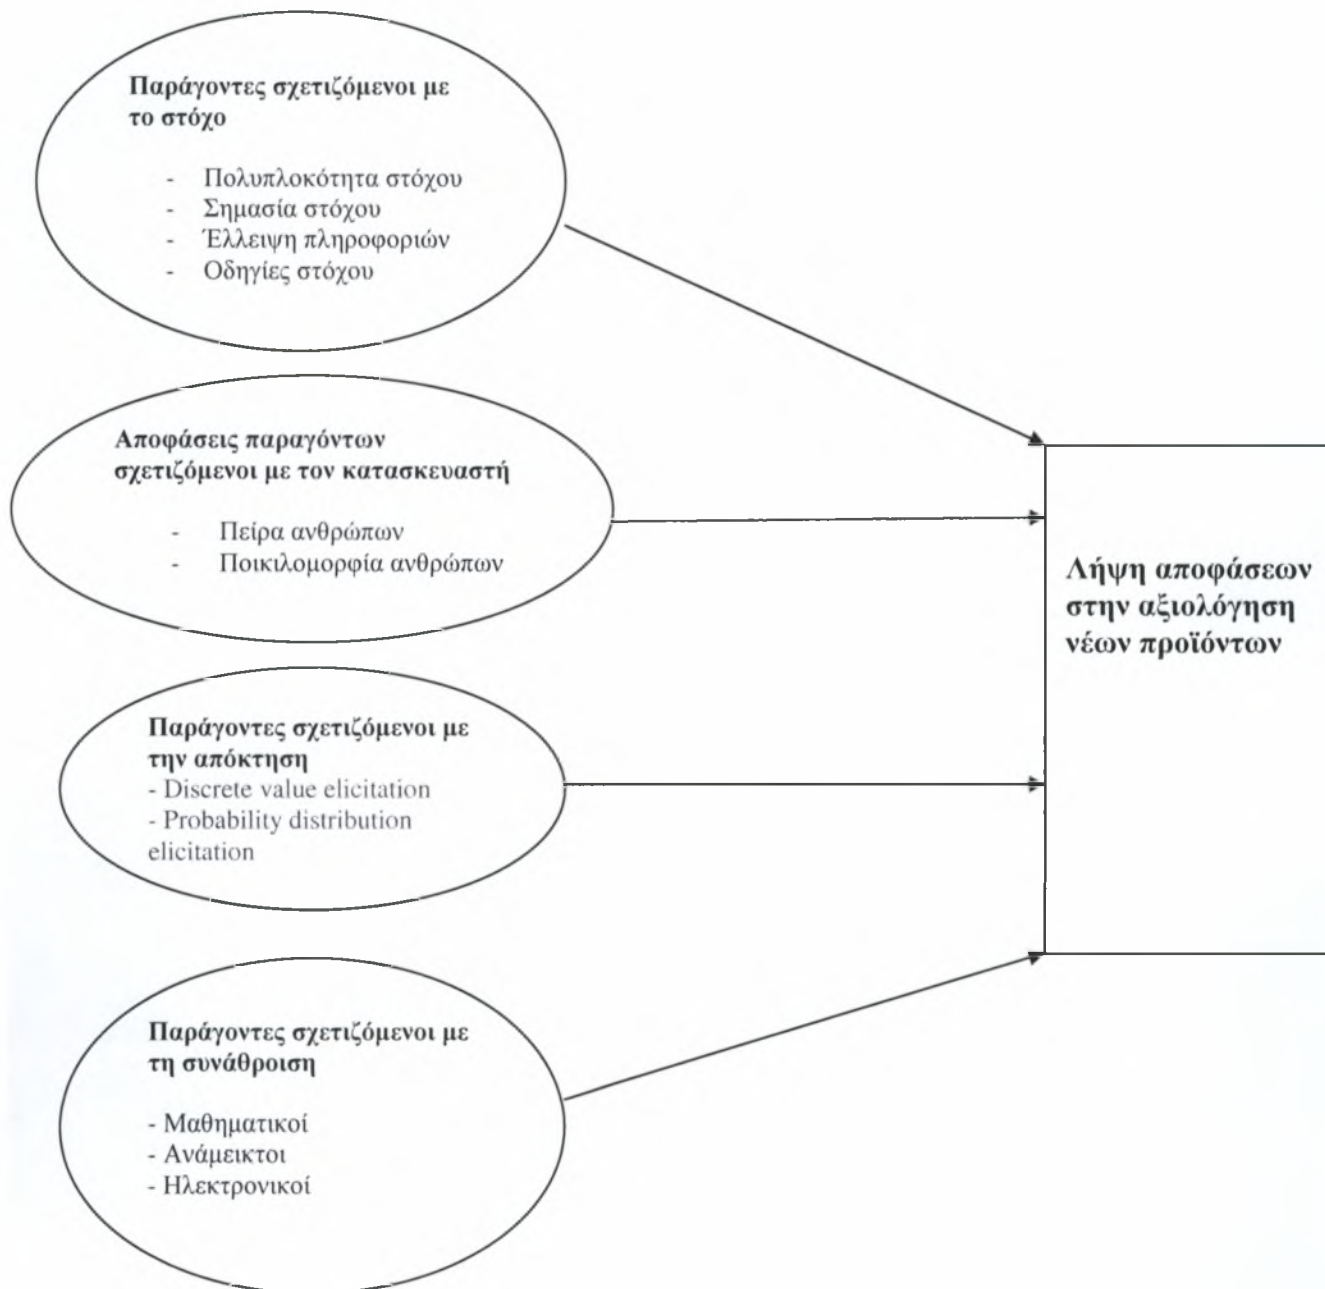 Παράγοντες σχετιζόμενοι με
το στόχο
- Πολυπλοκότητα στόχου
- Σημασία στόχου
- Έλλειψη πληροφοριών
- Οδηγίες στόχου
Αποφάσεις παραγόντων
σχετιζόμενοι με τον κατασκευαστή
- Πείρα ανθρώπων
- Ποικιλομορφία ανθρώπων
Παράγοντες σχετιζόμενοι με
την απόκτηση
- Discrete value elicitation
- Probability distribution
elicitation
Παράγοντες σχετιζόμενοι με
τη συνάθροιση
- Μαθηματικοί
- Ανάμεικτοι
- Ηλεκτρονικοί
Λήψη αποφάσεων
στην αξιολόγηση
νέων προϊόντων